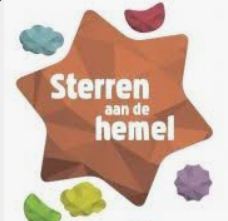 Sterren
aan de
hemel